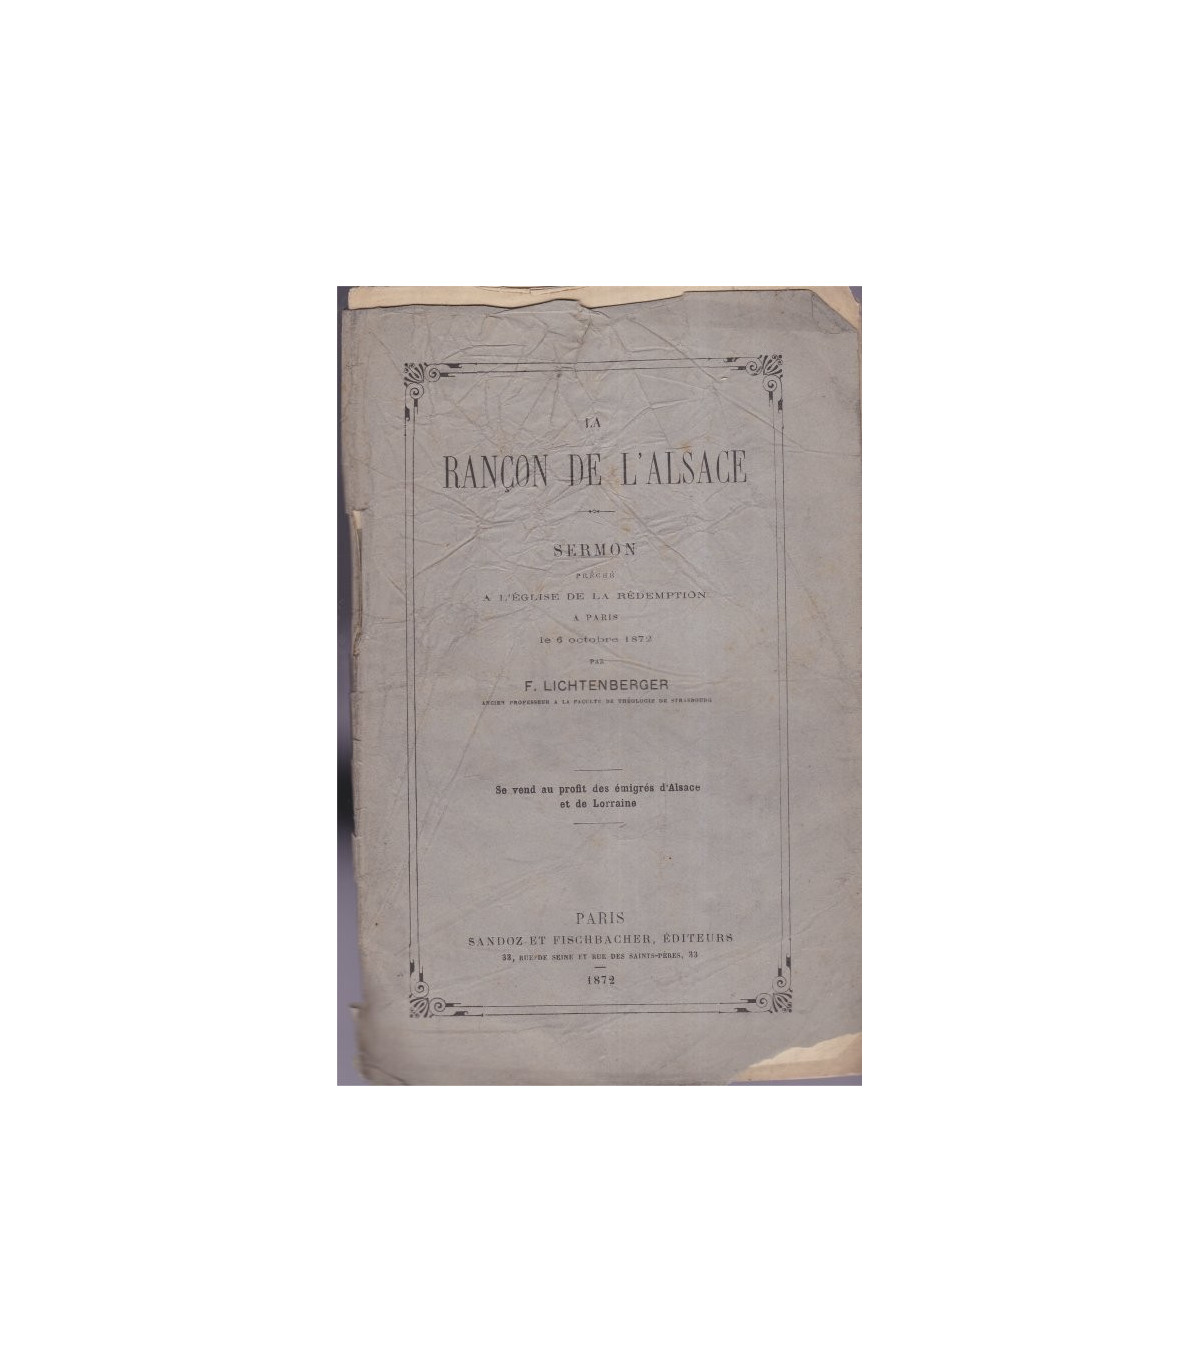 LA
RANÇON DE L'ALSACE
SERMON
PRÊCHÉ
A L'ÉGLISE DE LA RÉDEMPTION
A PARIS
le 6 octobre 1872
PAR
F. LICHTENBERGER
ANCIEN PROFESSEUR A LA FACULTÉ DE THÉOLOGIE DE STRASBOURG
Se vend au profit des émigrés d'Alsace
et de Lorraine
PARIS
SANDOZ ET FISCHBACHER, ÉDITEURS
33, RUE DE SEINE ET RUE DES SAINTS-PÈRES, 33
1872